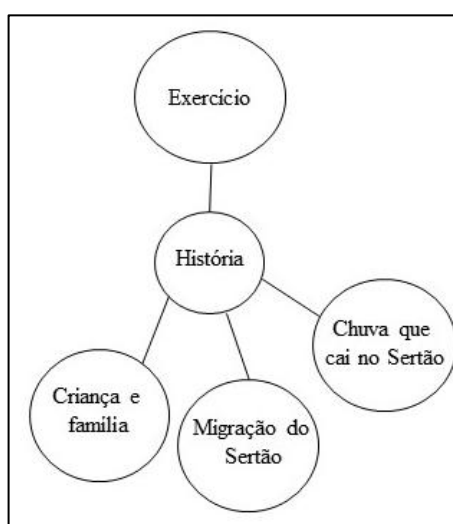 Exercício
História
Chuva que
cai no Sertão
Criança e
família
Migração do
Sertão